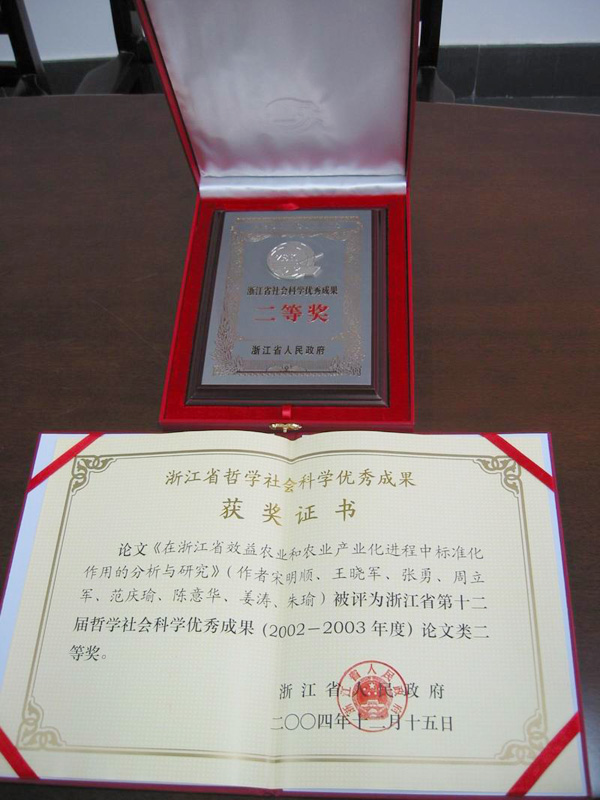 浙江省社会科学优秀成果
二等奖
浙江省人民政府
浙江省哲学社会科学优秀成果
获奖证书
论文《在浙江省效益农业和农业产业化进程中标准化
作用的分析与研究》（作者宋明顺、王晓军、张勇、周立
军、范庆瑜、陈意华、姜涛、朱瑜）被评为浙江省第十二
届哲学社会科学优秀成果（2002－2003年度）论文类二
等奖。
浙江省人民政府
二〇〇四年十二月十五日
浙江省人民政府